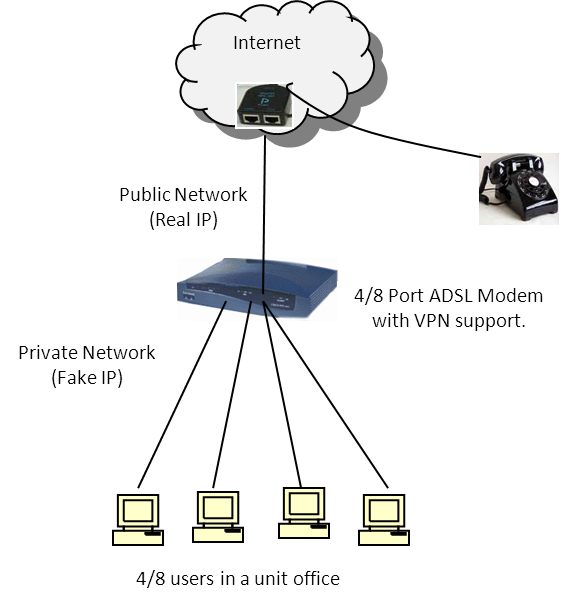 Internet
Public Network
(Real IP)
4/8 Port ADSL Modem
with VPN support.
Private Network
(Fake IP)
4/8 users in a unit office